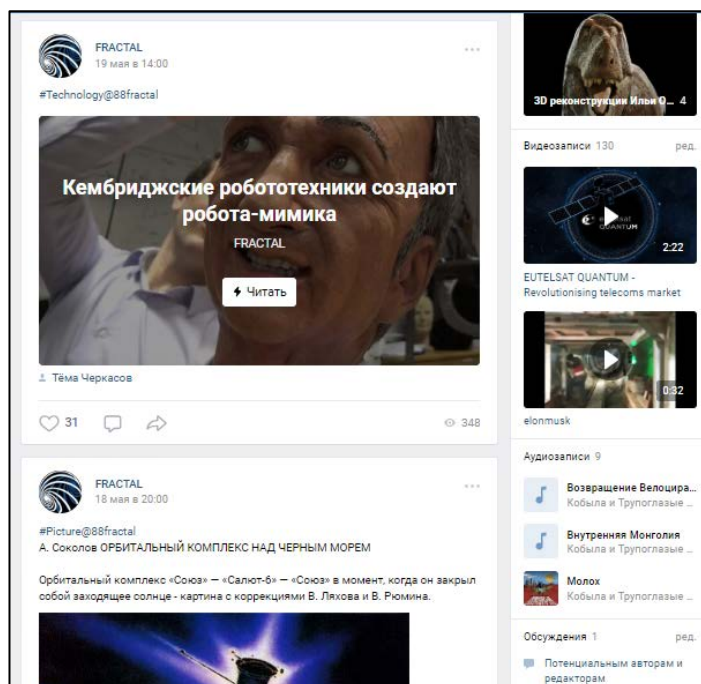 FRACTAL
19 мая в 14:00
#Technology@88fractal
Кембриджские робототехники создают
робота-мимика
FRACTAL
Читать
Тёма Черкасов
31
348
FRACTAL
18 мая в 20:00
#Picture@88fractal
А. Соколов ОРБИТАЛЬНЫЙ КОМПЛЕКС НАД ЧЕРНЫМ МОРЕМ
Орбитальный комплекс «Союз» — «Салют-6» — «Союз» в момент, когда он закрыл
собой заходящее солнце - картина с коррекциями В. Ляхова и В. Рюмина.
3D реконструкции Ильи О... 4
Видеозаписи 130 ред.
eutelsat
QUANTUM
2:22
EUTELSAT QUANTUM -
Revolutionising telecoms market
0:32
elonmusk
Аудиозаписи 9
Возвращение Велоцира...
Кобыла и Трупоглазые ...
Внутренняя Монголия
Кобыла и Трупоглазые ...
Молох
Кобыла и Трупоглазые ...
Обсуждения 1 ред.
Потенциальным авторам и
редакторам